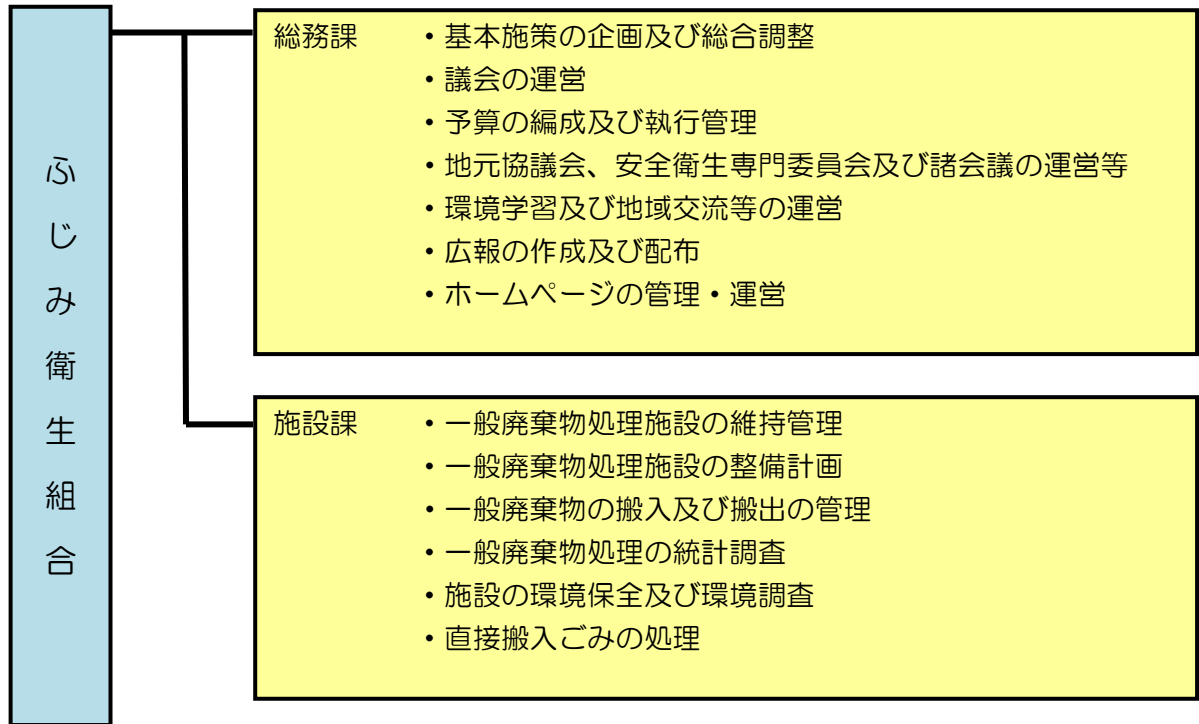 ふじみ衛生組合
総務課 ・基本施策の企画及び総合調整
・議会の運営
・予算の編成及び執行管理
・地元協議会、安全衛生専門委員会及び諸会議の運営等
・環境学習及び地域交流等の運営
・広報の作成及び配布
・ホームページの管理・運営
施設課 ・一般廃棄物処理施設の維持管理
・一般廃棄物処理施設の整備計画
・一般廃棄物の搬入及び搬出の管理
・一般廃棄物処理の統計調査
・施設の環境保全及び環境調査
・直接搬入ごみの処理